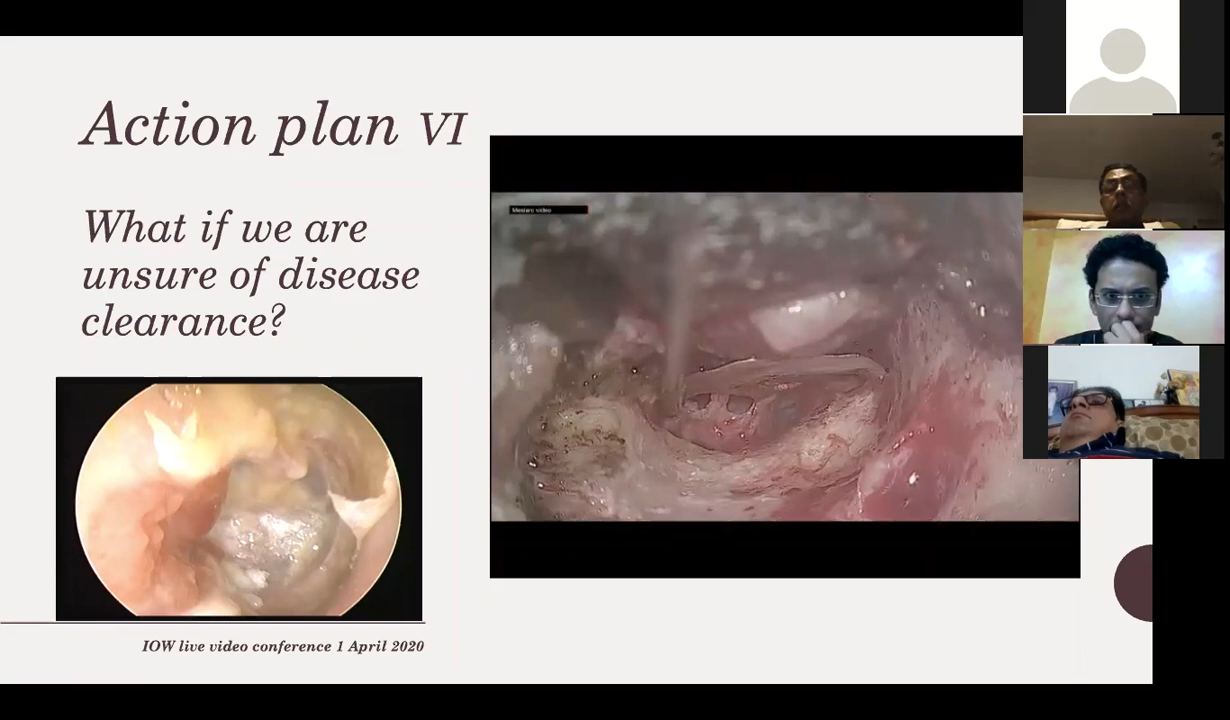 Action plan VI
What if we are
unsure of disease
clearance?
IOW live video conference 1 April 2020